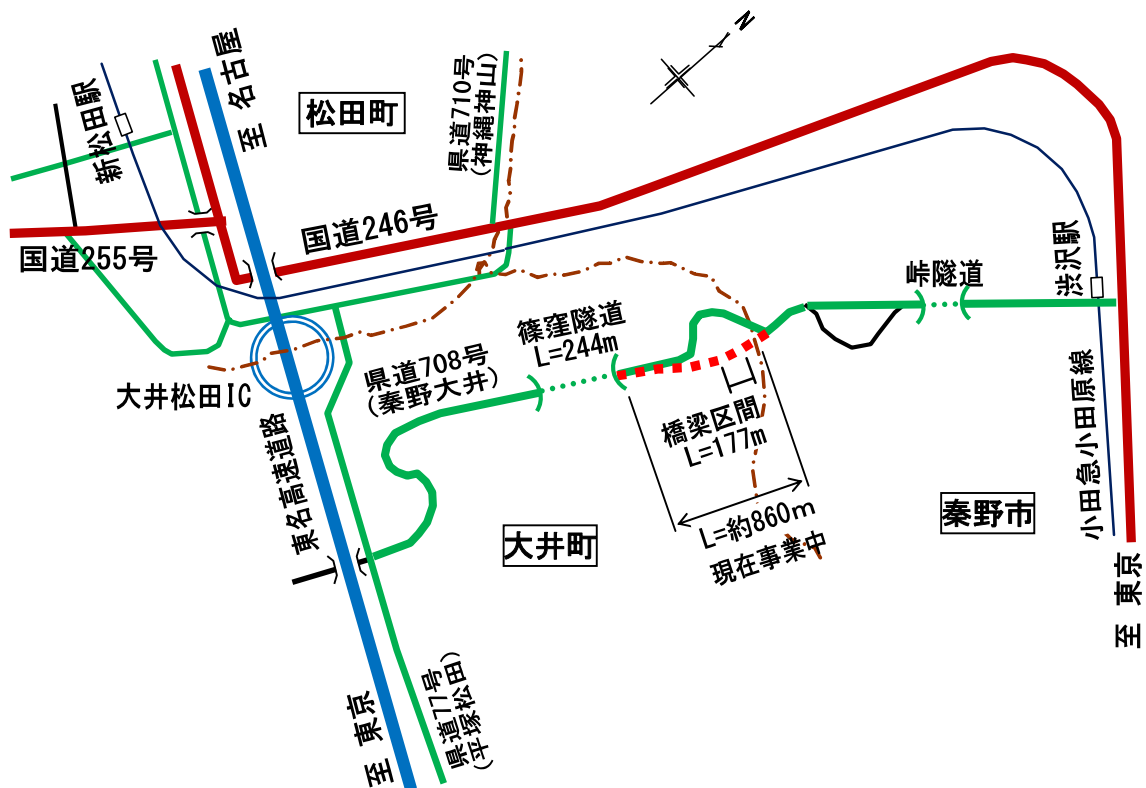 N
至 名古屋
松田町
県道710号
(神縄神山)
新松田駅
国道246号
国道255号
渋沢駅
峠隧道
篠窪隧道
L=244m
県道708号
(秦野大井)
大井松田IC
橋梁区間
L=177m
東名高速道路
小田急小田原線
秦野市
大井町
L=約860m
現在事業中
至 東京
県道77号
(平塚松田)
至 東京